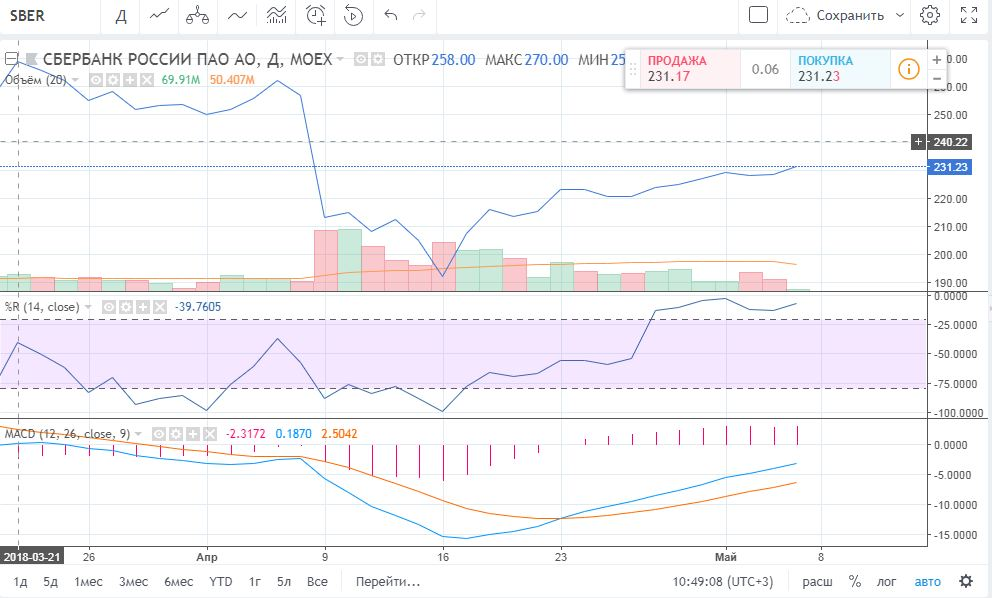 SBER Д Сохранить
СБЕРБАНК РОССИИ ПАО АО, Д, MOEX ОТКР 258.00 МАКС 270.00 МИН 25
ПРОДАЖА
231.17
0.06
ПОКУПКА
231.23
Объём (20) 69.91M 50.407M
260.00
250.00
240.22
231.23
220.00
210.00
200.00
190.00
%R (14, close) -39.7605
0.0000
-25.0000
-50.0000
-75.0000
-100.0000
MACD (12, 26, close, 9) -2.3172 0.1870 2.5042
0.0000
-5.0000
-10.0000
-15.0000
2018-03-21 26 Апр 9 16 23 Май 8
1д 5д 1мес 3мес 6мес YTD 1г 5л Все Перейти... 10:49:08 (UTC+3) расш % лог авто